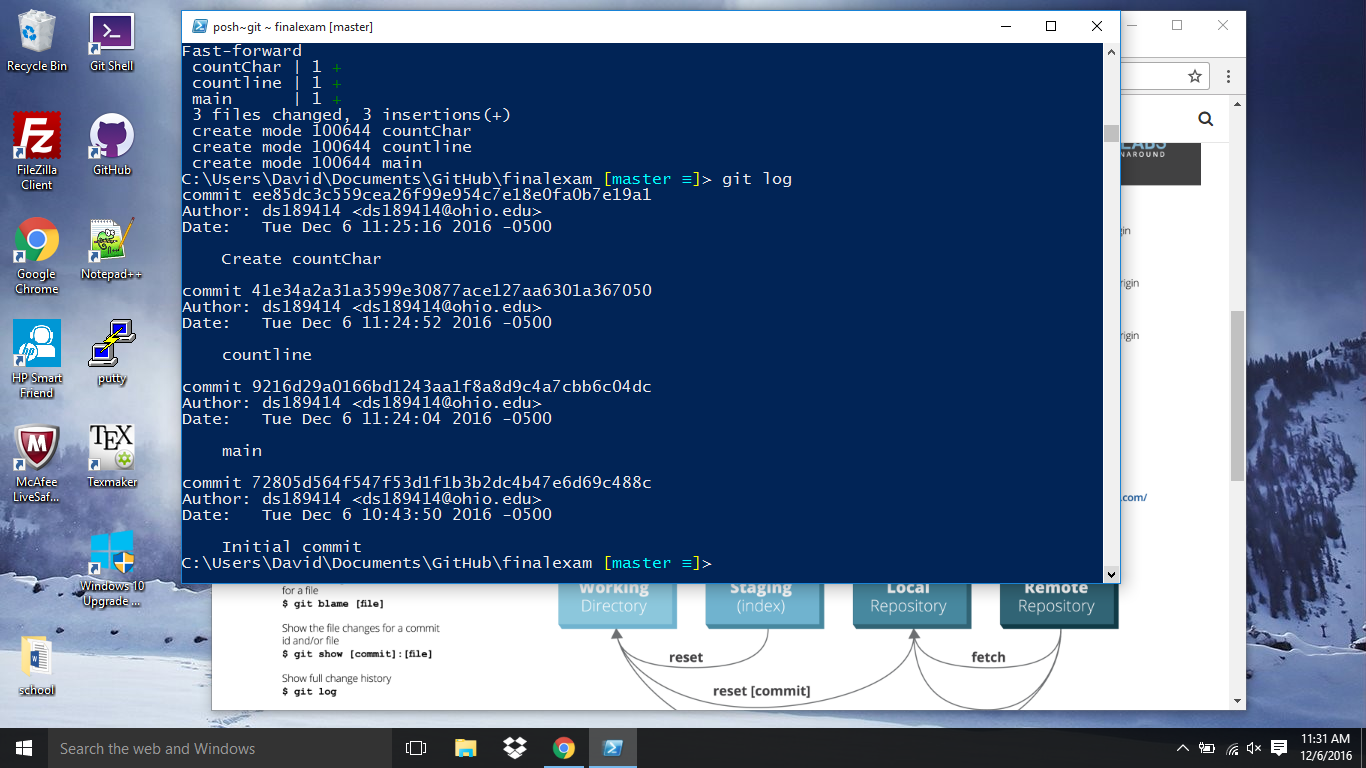 Recycle Bin
Git Shell
FileZilla
Client
GitHub
Google
Chrome
Notepad++
HP Smart
Friend
putty
McAfee
LiveSaf...
Texmaker
Windows 10
Upgrade ...
school
posh~git ~ finalexam [master]
Fast-forward
countChar | 1 +
countline | 1 +
main | 1 +
3 files changed, 3 insertions(+)
create mode 100644 countChar
create mode 100644 countline
create mode 100644 main
C:\Users\David\Documents\GitHub\finalexam [master ≡]> git log
commit ee85dc3c559cea26f99e954c7e18e0fa0b7e19a1
Author: ds189414 <ds189414@ohio.edu>
Date:   Tue Dec 6 11:25:16 2016 -0500
Create countChar
commit 41e34a2a31a3599e30877ace127aa6301a367050
Author: ds189414 <ds189414@ohio.edu>
Date:   Tue Dec 6 11:24:52 2016 -0500
countline
commit 9216d29a0166bd1243aa1f8a8d9c4a7cbb6c04dc
Author: ds189414 <ds189414@ohio.edu>
Date:   Tue Dec 6 11:24:04 2016 -0500
main
commit 72805d564f547f53d1f1b3b2dc4b47e6d69c488c
Author: ds189414 <ds189414@ohio.edu>
Date:   Tue Dec 6 10:43:50 2016 -0500
Initial commit
C:\Users\David\Documents\GitHub\finalexam [master ≡]>
LABS
NAROUND
gin
rigin
rigin
.com/
for a file
$ git blame [file]
Show the file changes for a commit
id and/or file
$ git show [commit]:[file]
Show full change history
$ git log
Working
Directory
Staging
(index)
Local
Repository
Remote
Repository
reset
fetch
reset [commit]
Search the web and Windows
11:31 AM
12/6/2016